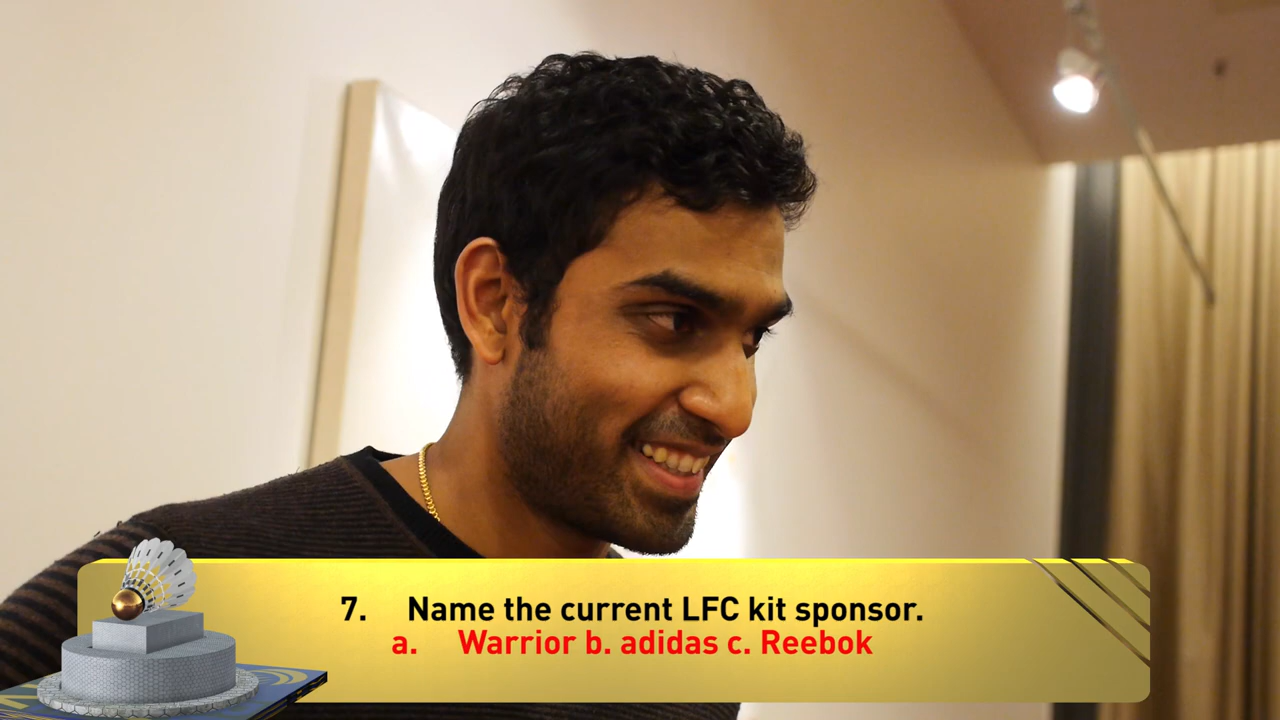 7. Name the current LFC kit sponsor.
a. Warrior b. adidas c. Reebok